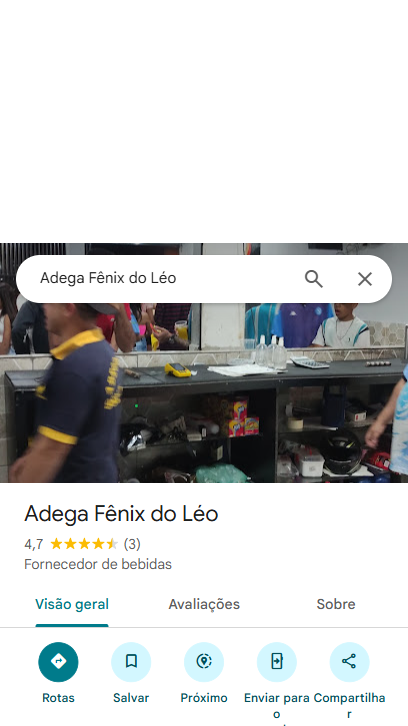 Adega Fênix do Léo
Adega Fênix do Léo
4,7 (3)
Fornecedor de bebidas
Visão geral Avaliações Sobre
Rotas Salvar Próximo Enviar para o Compartilhar